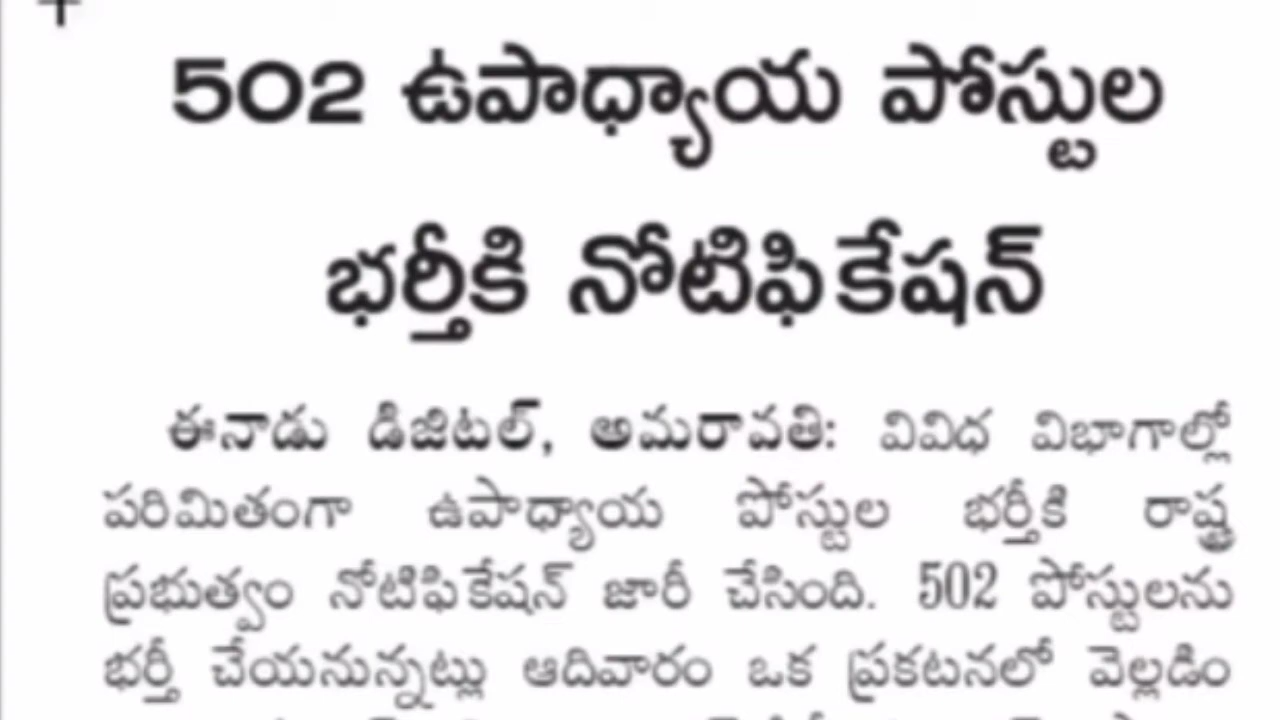 502 ఉపాధ్యాయ పోస్టుల
భర్తీకి నోటిఫికేషన్
ఈనాడు డిజిటల్, అమరావతి: వివిధ విభాగాల్లో
పరిమితంగా ఉపాధ్యాయ పోస్టుల భర్తీకి రాష్ట్ర
ప్రభుత్వం నోటిఫికేషన్ జారీ చేసింది. 502 పోస్టులను
భర్తీ చేయనున్నట్లు ఆదివారం ఒక ప్రకటనలో వెల్లడిం